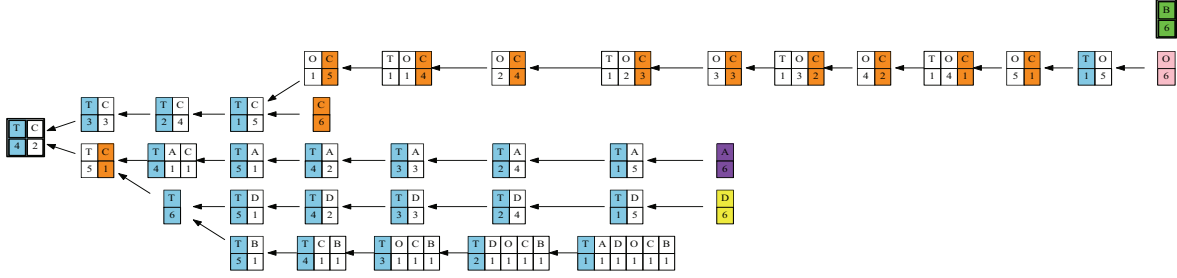 B
6
O C T O C O C T O C O C T O C O C T O C O C T O O
1 5 1 1 4 2 4 1 2 3 3 3 1 3 2 4 2 1 4 1 5 1 1 5 6
T C T C T C C
3 3 2 4 1 5 6
T C
4 2
T C T A C T A T A T A T A T A A
5 1 4 1 1 5 1 4 2 3 3 2 4 1 5 6
T T D T D T D T D T D D
6 5 1 4 2 3 3 2 4 1 5 6
T B T C B T O C B T D O C B T A D O C B
5 1 4 1 1 3 1 1 1 2 1 1 1 1 1 1 1 1 1 1